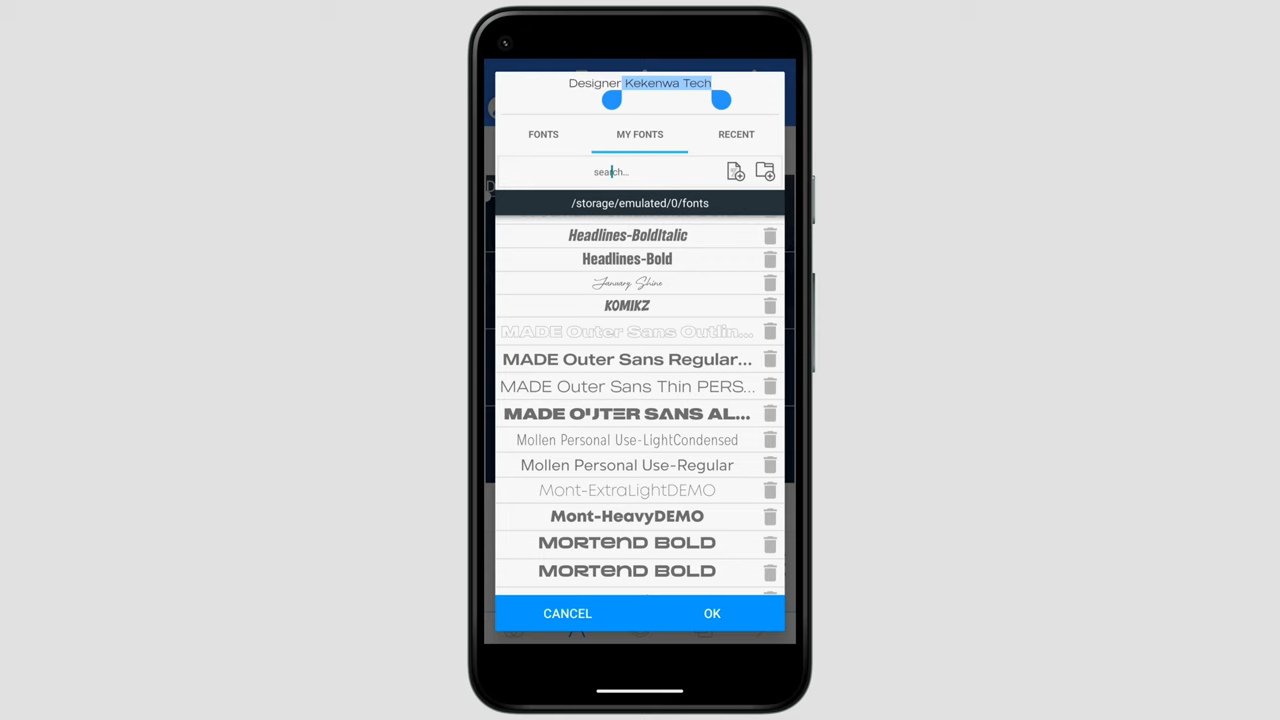 Designer Kekenwa Tech
FONTS MY FONTS RECENT
search...
/storage/emulated/0/fonts
Headlines-BoldItalic
Headlines-Bold
January Shine
KOMIKZ
MADE Outer Sans Outlin...
MADE Outer Sans Regular...
MADE Outer Sans Thin PERS...
MADE OUTER SANS AL...
Mollen Personal Use-LightCondensed
Mollen Personal Use-Regular
Mont-ExtraLightDEMO
Mont-HeavyDEMO
MORTEND BOLD
MORTEND BOLD
CANCEL OK